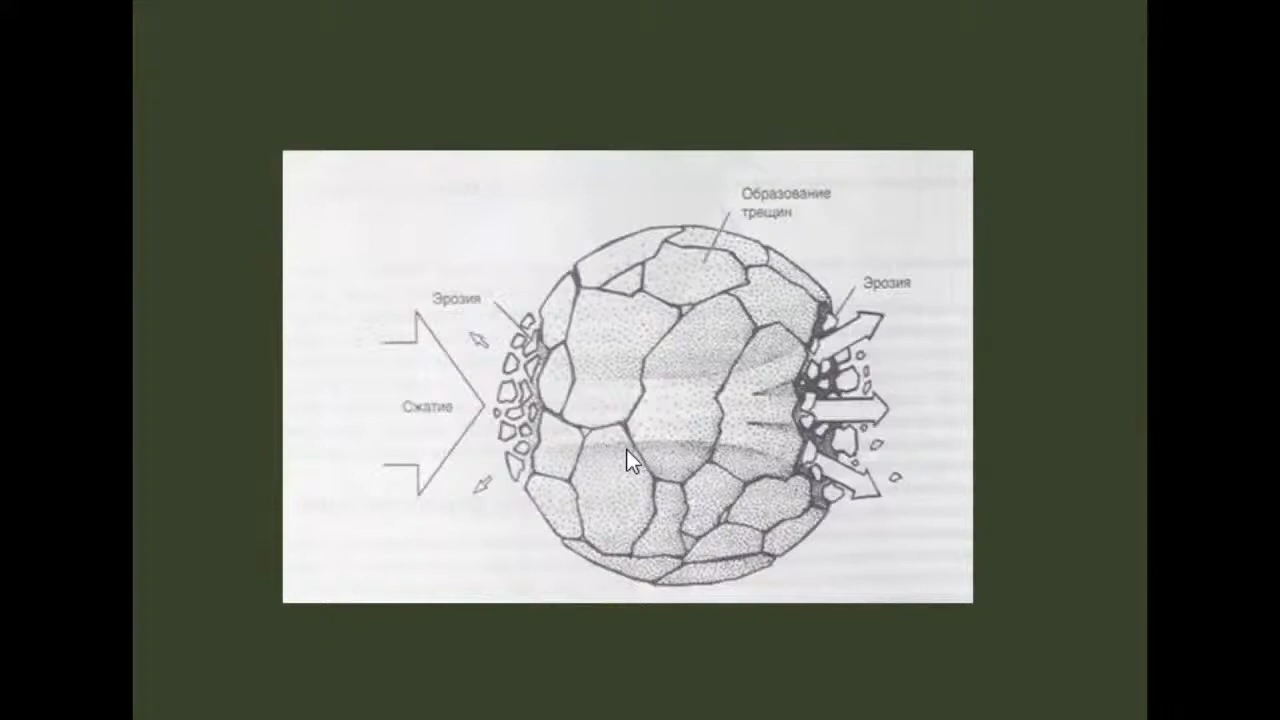 Образование
трещин
Эрозия
Эрозия
Сжатие